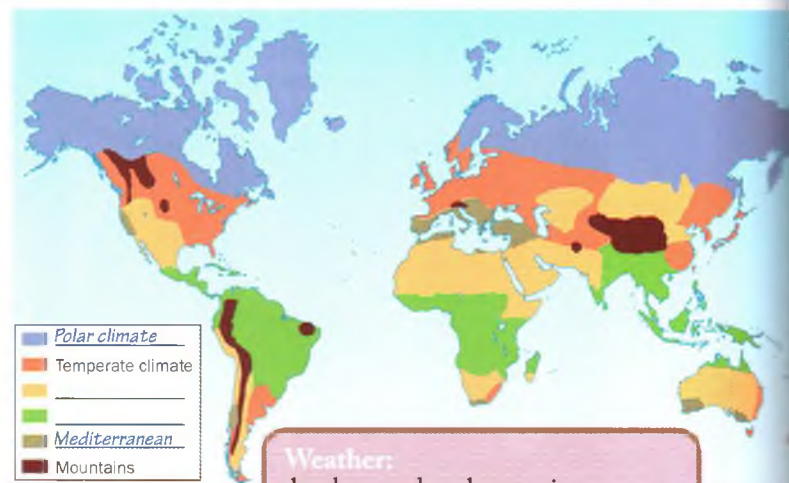 Polar climate
Temperate climate
Mediterranean
Mountains
Weather: